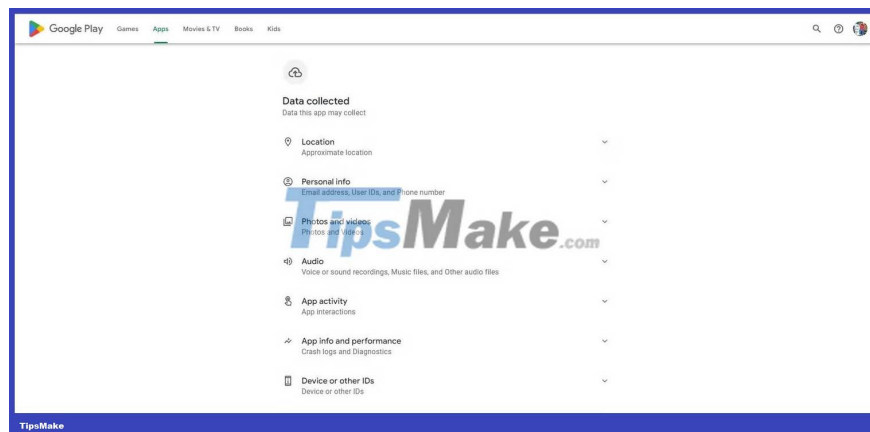 Google Play Games Apps Movies & TV Books Kids
Data collected
Data this app may collect
Location
Approximate location
Personal info
Email address, User IDs, and Phone number
Photos and videos
Photos and Videos
TipsMake.com
Audio
Voice or sound recordings, Music files, and Other audio files
App activity
App interactions
App info and performance
Crash logs and Diagnostics
Device or other IDs
Device or other IDs
TipsMake